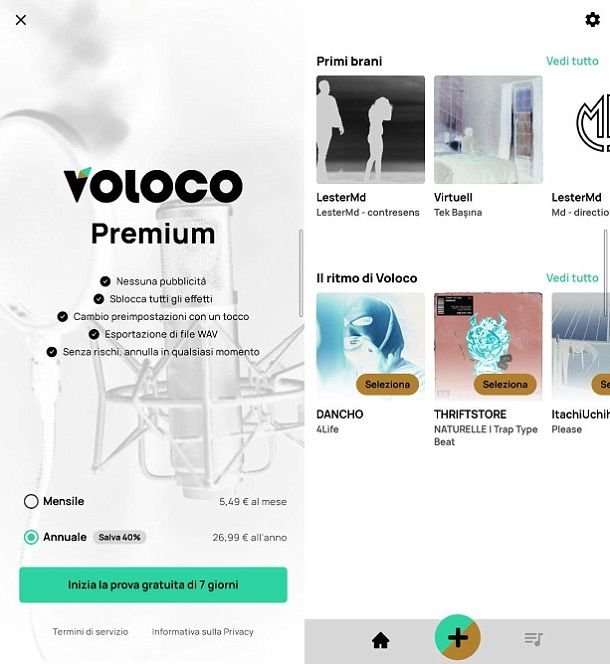 VOLOCO
Premium
Nessuna pubblicità
Sblocca tutti gli effetti
Cambio preimpostazioni con un tocco
Esportazione di file WAV
Senza rischi, annulla in qualsiasi momento
Mensile 5,49 € al mese
Annuale Salva 40% 26,99 € all'anno
Inizia la prova gratuita di 7 giorni
Termini di servizio Informativa sulla Privacy
Primi brani Vedi tutto
LesterMd Virtuell LesterMd
LesterMd - contresens Tek Başına Md - directio
Il ritmo di Voloco Vedi tutto
Seleziona Seleziona Se
DANCHO THRIFTSTORE ItachiUchih
4Life NATURELLE | Trap Type Please
Beat